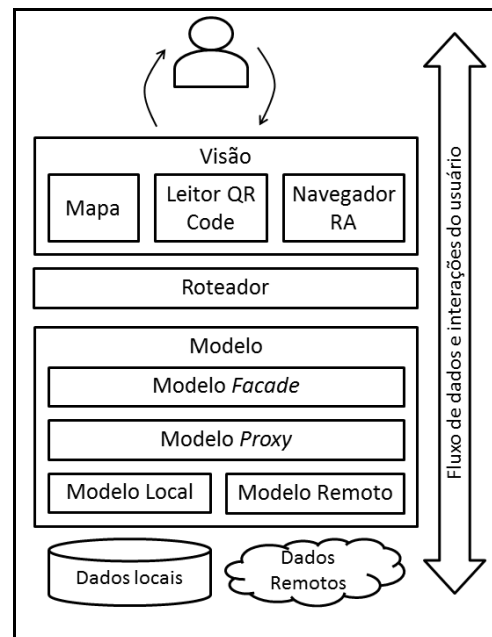 Visão
Mapa
Leitor QR
Code
Navegador
RA
Roteador
Modelo
Modelo Facade
Modelo Proxy
Modelo Local
Modelo Remoto
Dados locais
Dados
Remotos
Fluxo de dados e interações do usuário